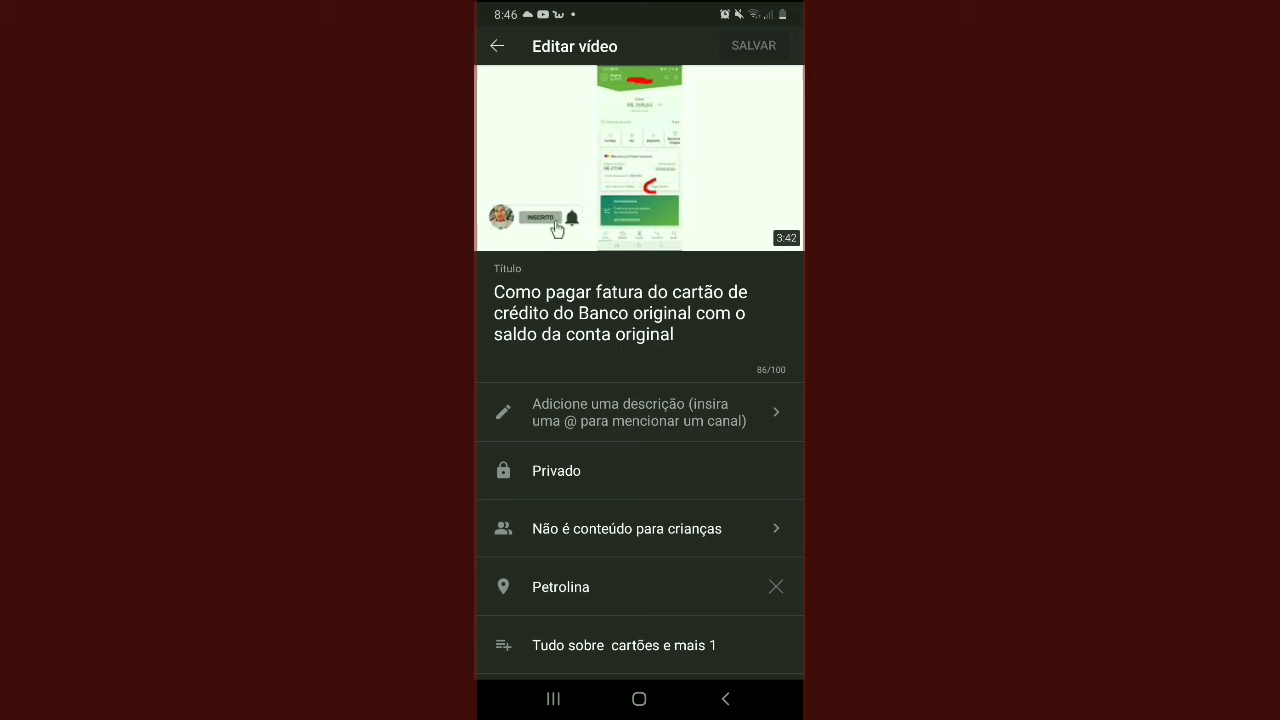 8:46
Editar vídeo
SALVAR
INSCRITO
3:42
Título
Como pagar fatura do cartão de
crédito do Banco original com o
saldo da conta original
86/100
Adicione uma descrição (insira
uma @ para mencionar um canal)
Privado
Não é conteúdo para crianças
Petrolina
Tudo sobre cartões e mais 1